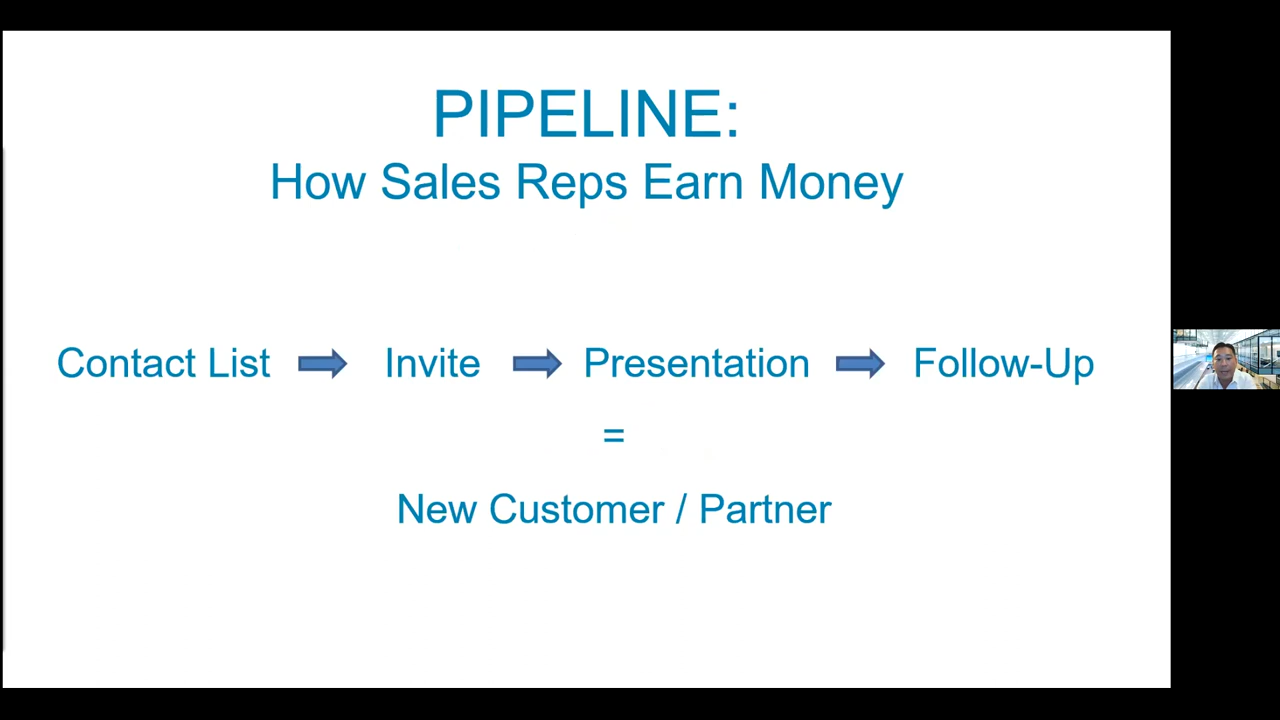 PIPELINE:
How Sales Reps Earn Money
Contact List Invite Presentation Follow-Up
=
New Customer / Partner